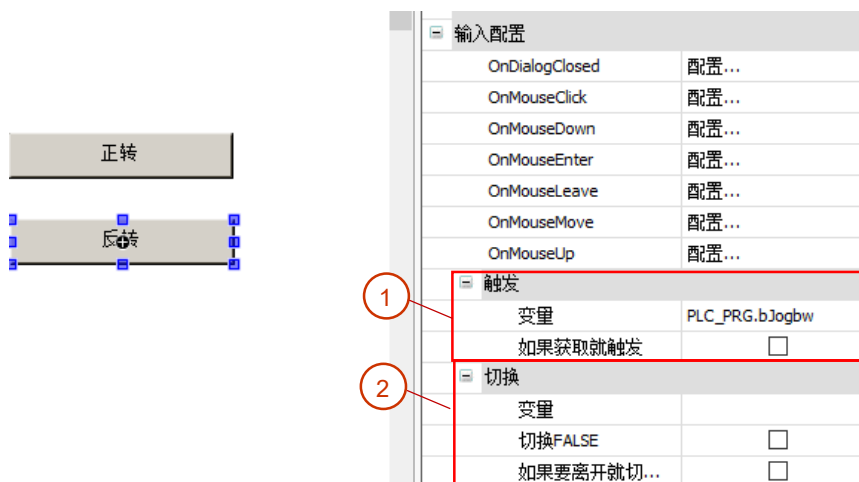 正转
反转
输入配置
OnDialogClosed 配置...
OnMouseClick 配置...
OnMouseDown 配置...
OnMouseEnter 配置...
OnMouseLeave 配置...
OnMouseMove 配置...
OnMouseUp 配置...
1
触发
变量 PLC_PRG.bJogbw
如果获取就触发
2
切换
变量
切换FALSE
如果要离开就切...